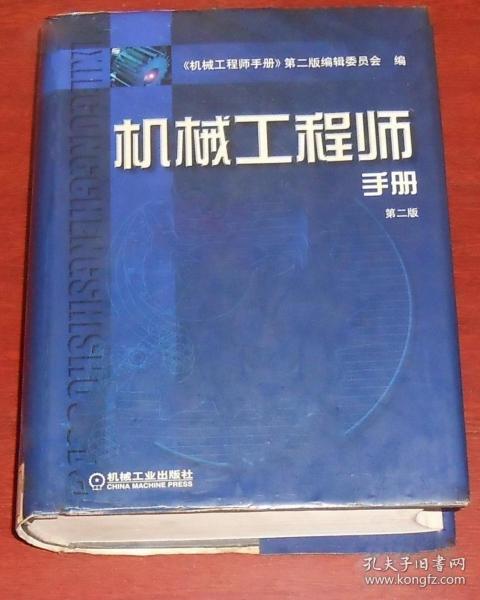 《机械工程师手册》第二版编辑委员会 编
机械工程师
手册
第二版
机械工业出版社
CHINA MACHINE PRESS
孔夫子旧书网
www.kongfz.com